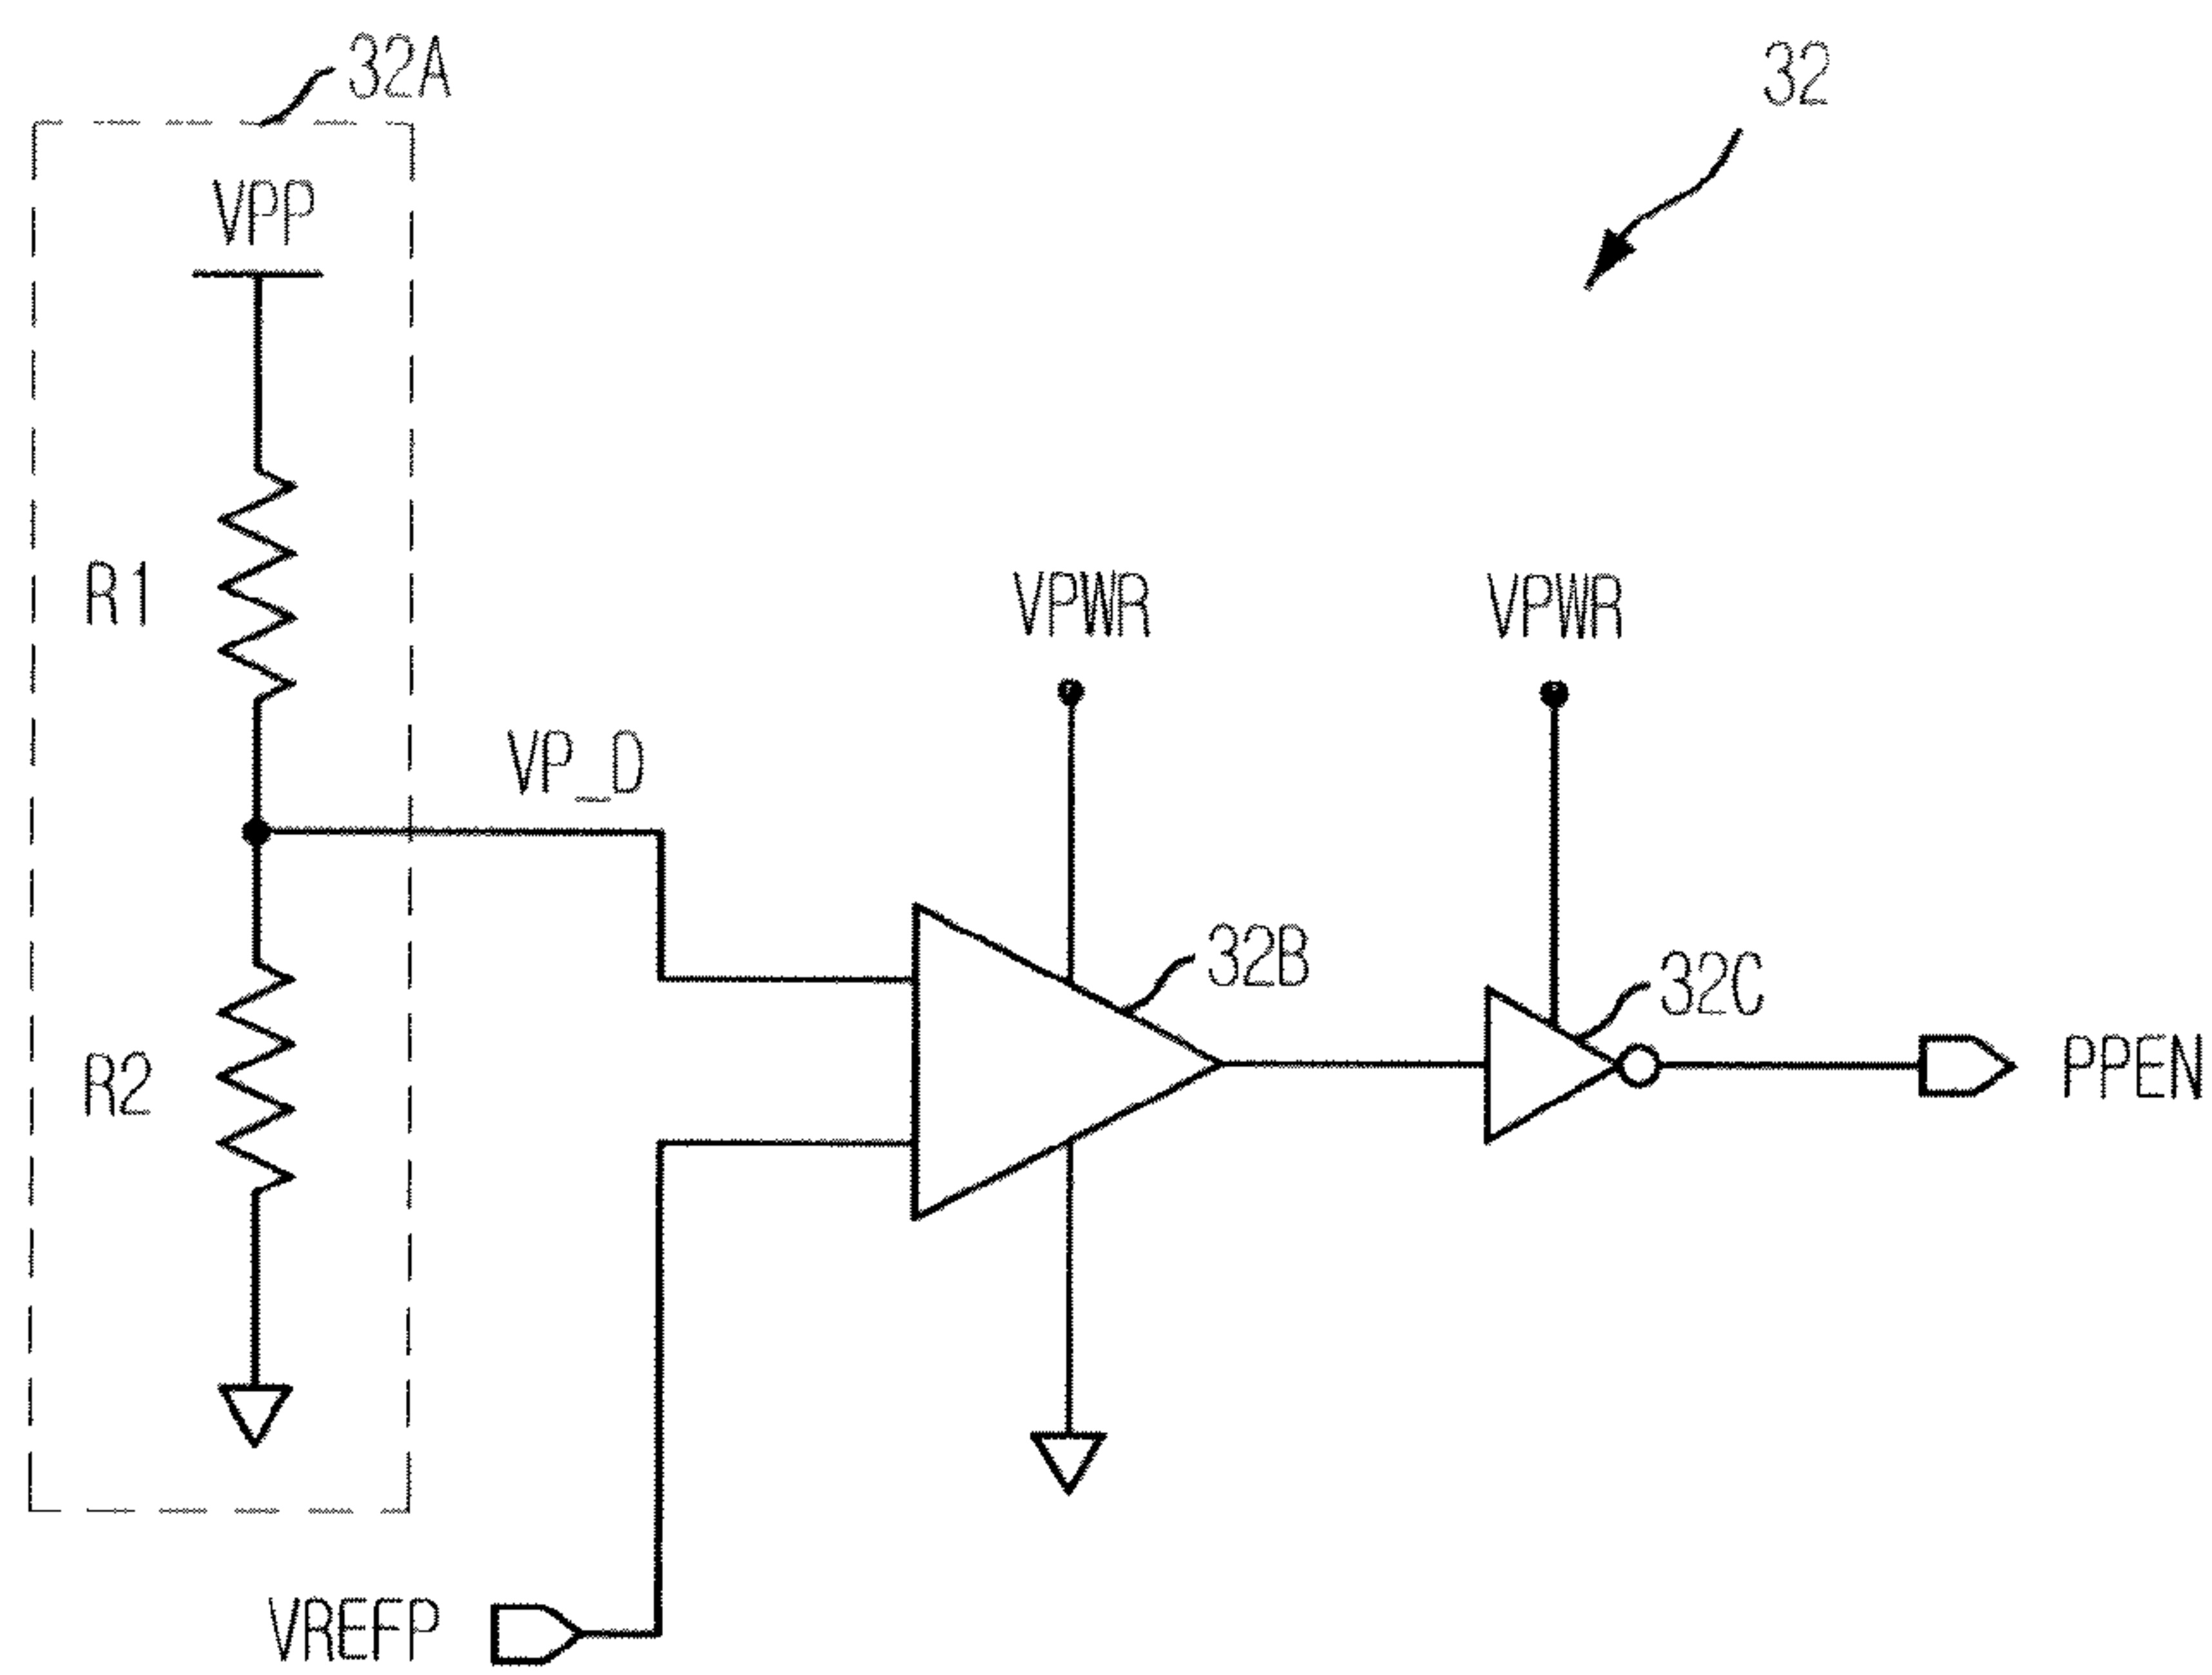 32A
32
VPP
R1
VPWR
VPWR
VP_D
32B
32C
R2
PPEN
VREFP